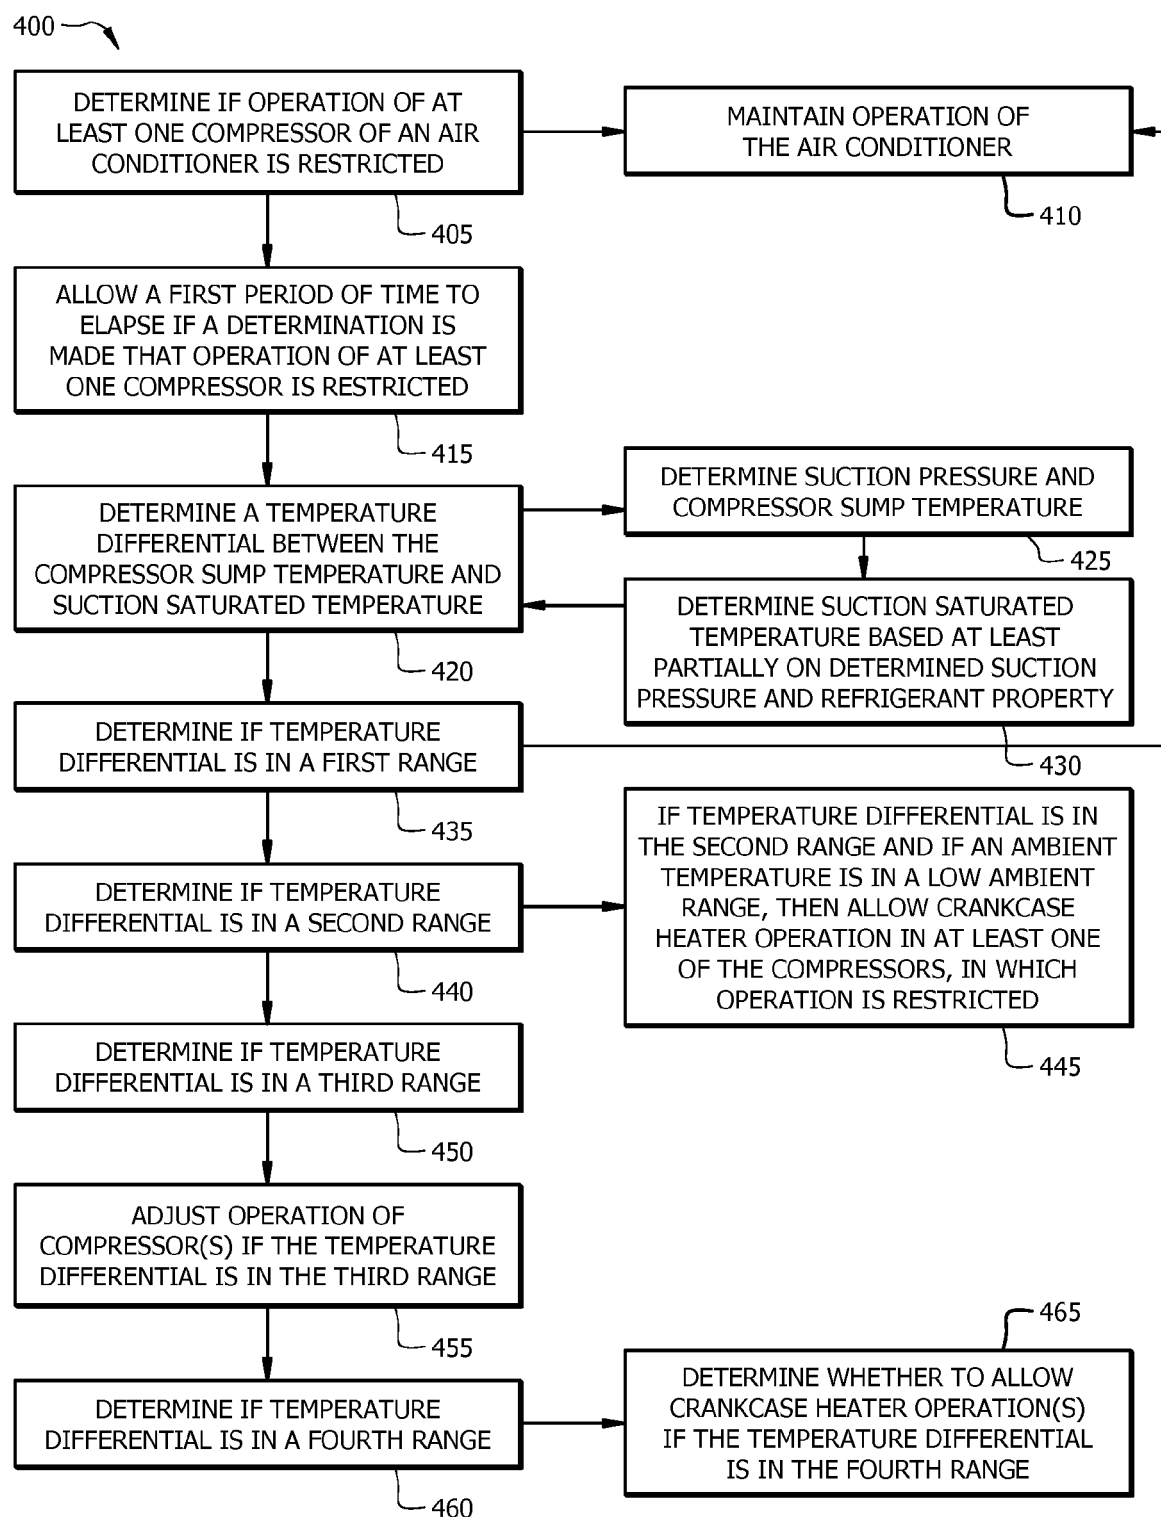 400
DETERMINE IF OPERATION OF AT
LEAST ONE COMPRESSOR OF AN AIR
CONDITIONER IS RESTRICTED
405
MAINTAIN OPERATION OF
THE AIR CONDITIONER
410
ALLOW A FIRST PERIOD OF TIME TO
ELAPSE IF A DETERMINATION IS
MADE THAT OPERATION OF AT LEAST
ONE COMPRESSOR IS RESTRICTED
415
DETERMINE A TEMPERATURE
DIFFERENTIAL BETWEEN THE
COMPRESSOR SUMP TEMPERATURE AND
SUCTION SATURATED TEMPERATURE
420
DETERMINE SUCTION PRESSURE AND
COMPRESSOR SUMP TEMPERATURE
425
DETERMINE SUCTION SATURATED
TEMPERATURE BASED AT LEAST
PARTIALLY ON DETERMINED SUCTION
PRESSURE AND REFRIGERANT PROPERTY
430
DETERMINE IF TEMPERATURE
DIFFERENTIAL IS IN A FIRST RANGE
435
DETERMINE IF TEMPERATURE
DIFFERENTIAL IS IN A SECOND RANGE
440
IF TEMPERATURE DIFFERENTIAL IS IN
THE SECOND RANGE AND IF AN AMBIENT
TEMPERATURE IS IN A LOW AMBIENT
RANGE, THEN ALLOW CRANKCASE
HEATER OPERATION IN AT LEAST ONE
OF THE COMPRESSORS, IN WHICH
OPERATION IS RESTRICTED
445
DETERMINE IF TEMPERATURE
DIFFERENTIAL IS IN A THIRD RANGE
450
ADJUST OPERATION OF
COMPRESSOR(S) IF THE TEMPERATURE
DIFFERENTIAL IS IN THE THIRD RANGE
455
DETERMINE IF TEMPERATURE
DIFFERENTIAL IS IN A FOURTH RANGE
460
465
DETERMINE WHETHER TO ALLOW
CRANKCASE HEATER OPERATION(S)
IF THE TEMPERATURE DIFFERENTIAL
IS IN THE FOURTH RANGE